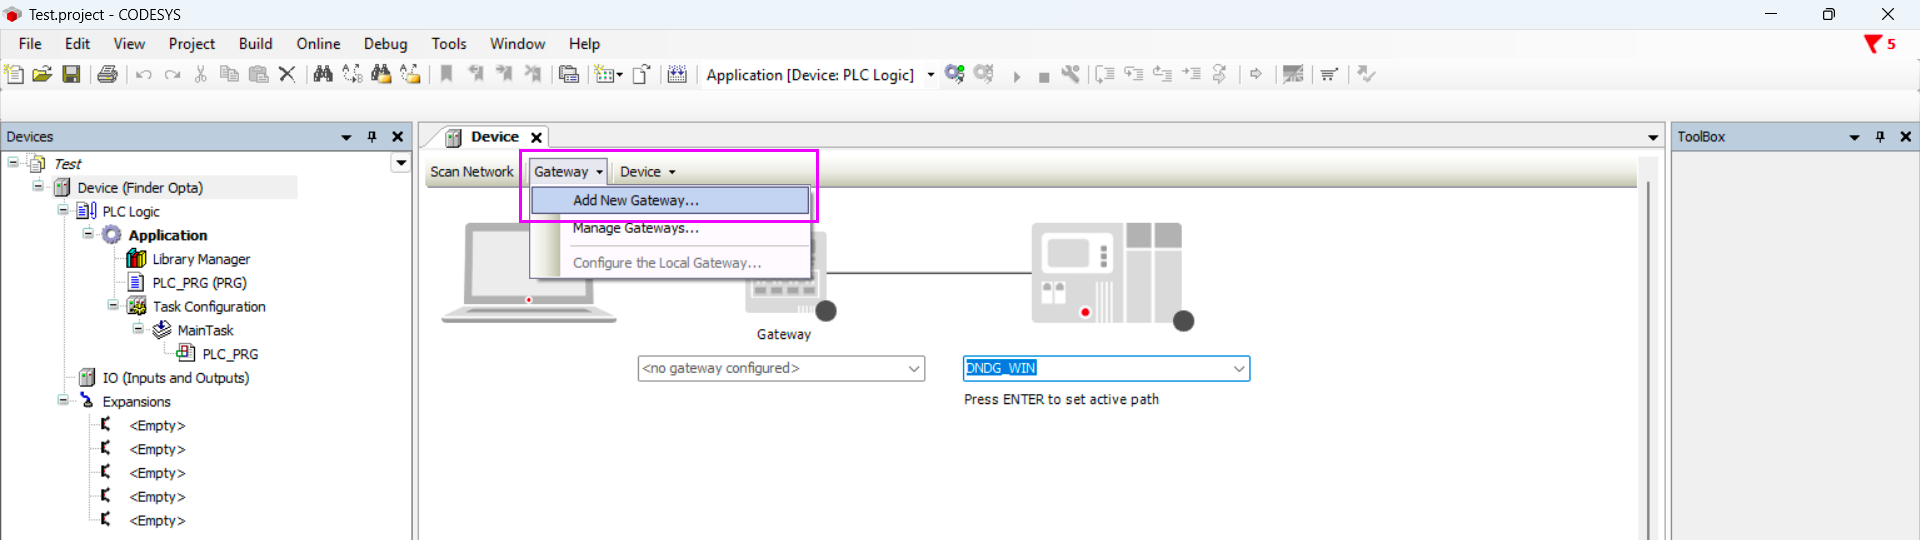 Test.project - CODESYS
File Edit View Project Build Online Debug Tools Window Help
5
Application [Device: PLC Logic]
Devices
Device
ToolBox
Test
Scan Network Gateway Device
Device (Finder Opta)
Add New Gateway...
PLC Logic
Manage Gateways...
Application
Library Manager
Configure the Local Gateway...
PLC_PRG (PRG)
Task Configuration
MainTask
Gateway
PLC_PRG
<no gateway configured>
DNDG_WIN
IO (Inputs and Outputs)
Press ENTER to set active path
Expansions
<Empty>
<Empty>
<Empty>
<Empty>
<Empty>